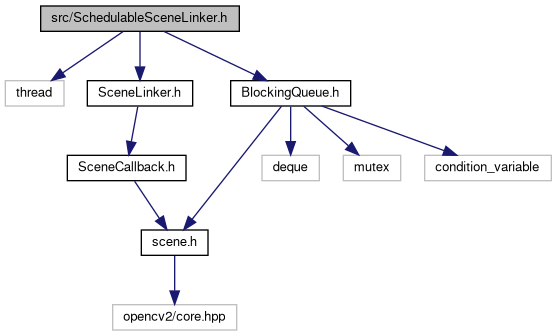 src/SchedulableSceneLinker.h
thread
SceneLinker.h
BlockingQueue.h
SceneCallback.h
deque
mutex
condition_variable
scene.h
opencv2/core.hpp